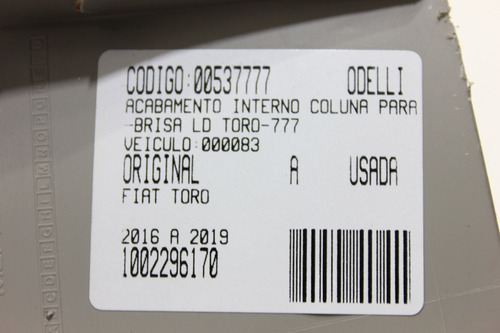 CODIGO:00537777 ODELLI
ACABAMENTO INTERNO COLUNA PARA
-BRISA LD TORO-777
VEICULO:000083
ORIGINAL A USADA
FIAT TORO
2016 A 2019
1002296170